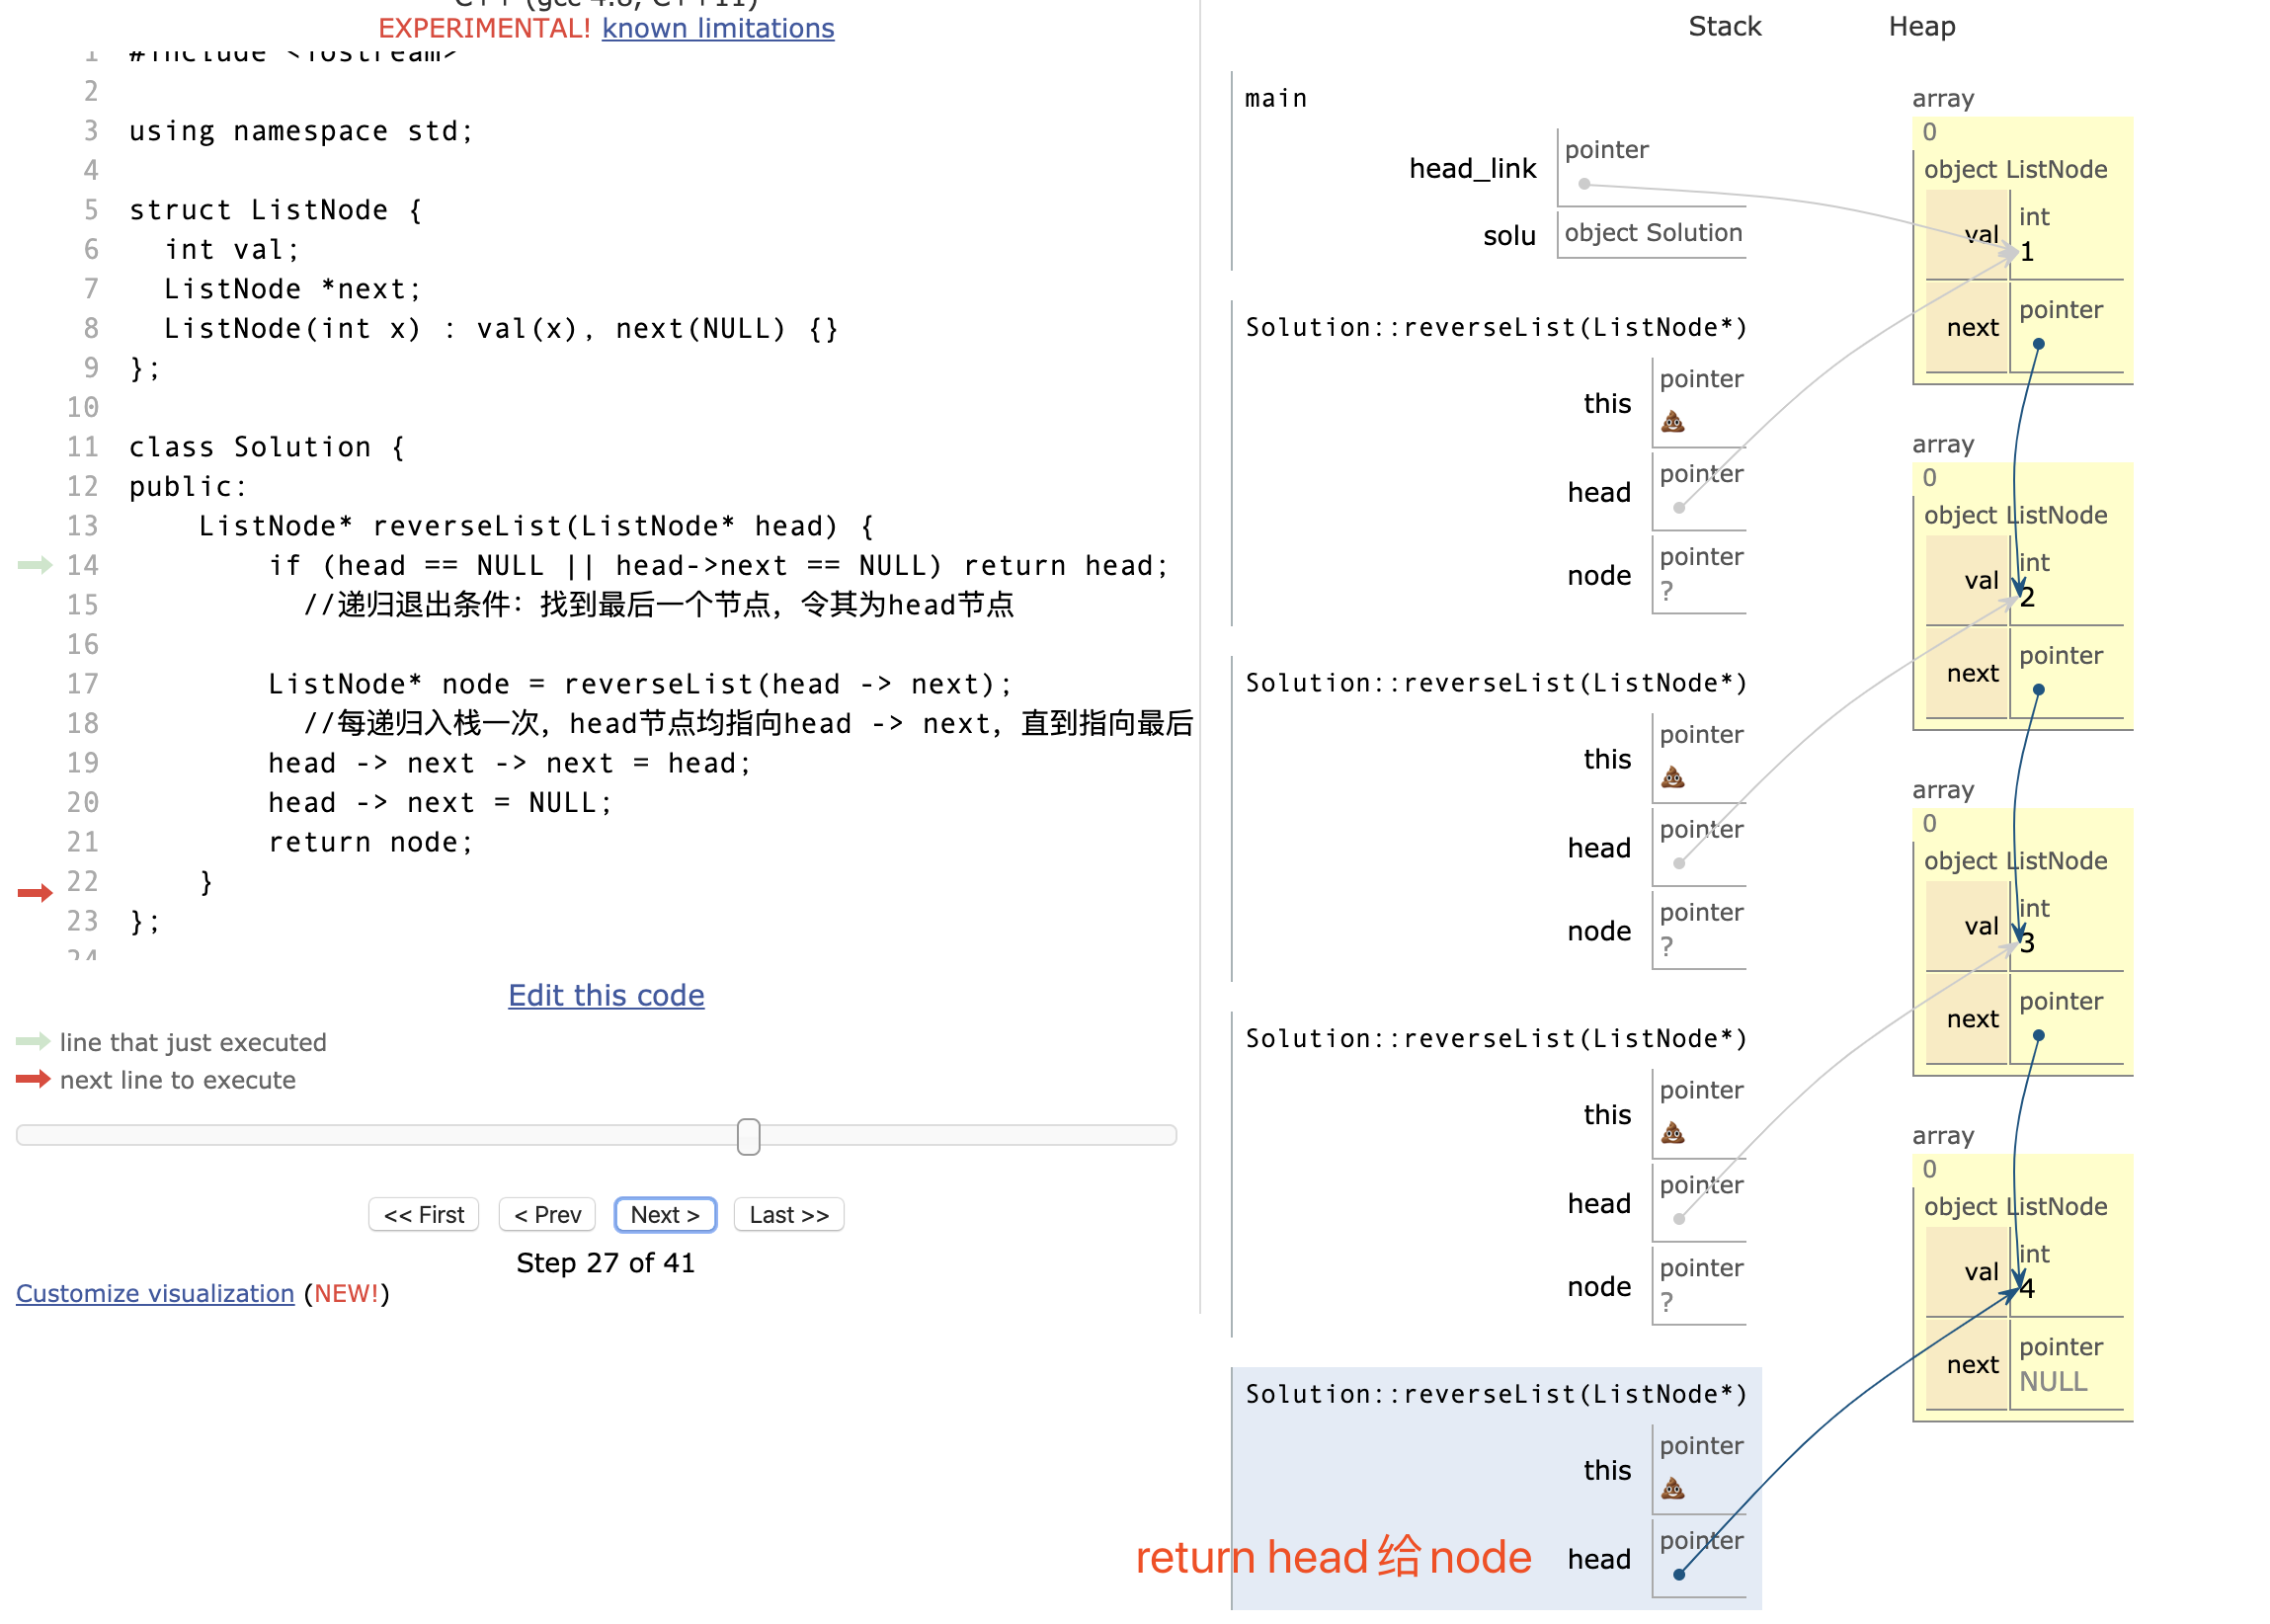 C++ (gcc 4.8, C++11)
EXPERIMENTAL! known limitations
1 #include <iostream>
2
3 using namespace std;
4
5 struct ListNode {
6 int val;
7 ListNode *next;
8 ListNode(int x) : val(x), next(NULL) {}
9 };
10
11 class Solution {
12 public:
13 ListNode* reverseList(ListNode* head) {
14 if (head == NULL || head->next == NULL) return head;
15 //递归退出条件：找到最后一个节点，令其为head节点
16
17 ListNode* node = reverseList(head -> next);
18 //每递归入栈一次，head节点均指向head -> next，直到指向最后
19 head -> next -> next = head;
20 head -> next = NULL;
21 return node;
22 }
23 };
24
Edit this code
line that just executed
next line to execute
<< First < Prev Next > Last >>
Step 27 of 41
Customize visualization (NEW!)
Stack Heap
main
head_link pointer
solu object Solution
Solution::reverseList(ListNode*)
this pointer
💩
head pointer
node pointer
?
Solution::reverseList(ListNode*)
this pointer
💩
head pointer
node pointer
?
Solution::reverseList(ListNode*)
this pointer
💩
head pointer
node pointer
?
Solution::reverseList(ListNode*)
this pointer
💩
head pointer
return head 给 node
array
0
object ListNode
val int
1
next pointer
array
0
object ListNode
val int
2
next pointer
array
0
object ListNode
val int
3
next pointer
array
0
object ListNode
val int
4
next pointer
NULL